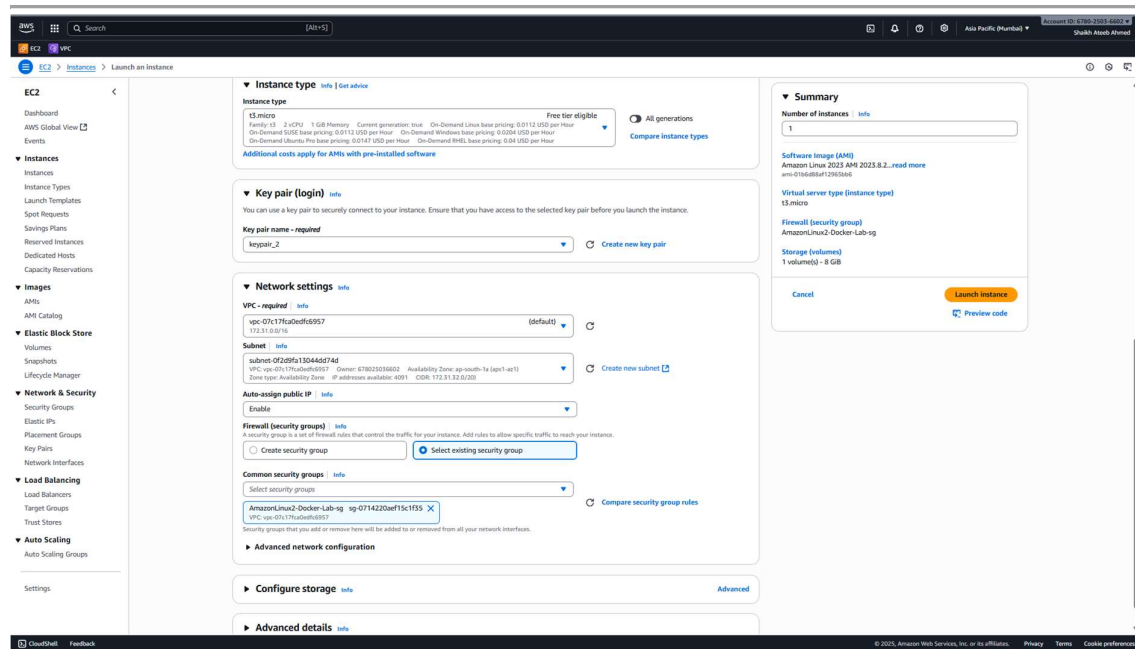 aws
Search
[Alt+S]
Asia Pacific (Mumbai)
Account ID: 6780-2503-6602
Shaikh Ateeb Ahmed
EC2
VPC
EC2 > Instances > Launch an instance
EC2
Dashboard
AWS Global View
Events
Instances
Instances
Instance Types
Launch Templates
Spot Requests
Savings Plans
Reserved Instances
Dedicated Hosts
Capacity Reservations
Images
AMIs
AMI Catalog
Elastic Block Store
Volumes
Snapshots
Lifecycle Manager
Network & Security
Security Groups
Elastic IPs
Placement Groups
Key Pairs
Network Interfaces
Load Balancing
Load Balancers
Target Groups
Trust Stores
Auto Scaling
Auto Scaling Groups
Settings
Instance type Info | Get advice
Instance type
t3.micro Free tier eligible
Family: t3 2 vCPU 1 GiB Memory Current generation: true On-Demand Linux base pricing: 0.0112 USD per Hour
On-Demand SUSE base pricing: 0.0112 USD per Hour On-Demand Windows base pricing: 0.0204 USD per Hour
On-Demand Ubuntu Pro base pricing: 0.0147 USD per Hour On-Demand RHEL base pricing: 0.04 USD per Hour
All generations
Compare instance types
Additional costs apply for AMIs with pre-installed software
Key pair (login) Info
You can use a key pair to securely connect to your instance. Ensure that you have access to the selected key pair before you launch the instance.
Key pair name - required
keypair_2
Create new key pair
Network settings Info
VPC - required | Info
vpc-07c17fca0edfc6957 (default)
172.31.0.0/16
Subnet | Info
subnet-0f2d9fa13044dd74d
VPC: vpc-07c17fca0edfc6957 Owner: 678025036602 Availability Zone: ap-south-1a (aps1-az1)
Zone type: Availability Zone IP addresses available: 4091 CIDR: 172.31.32.0/20)
Create new subnet
Auto-assign public IP | Info
Enable
Firewall (security groups) | Info
A security group is a set of firewall rules that control the traffic for your instance. Add rules to allow specific traffic to reach your instance.
Create security group
Select existing security group
Common security groups | Info
Select security groups
AmazonLinux2-Docker-Lab-sg sg-0714220aef15c1f35
VPC: vpc-07c17fca0edfc6957
Compare security group rules
Security groups that you add or remove here will be added to or removed from all your network interfaces.
Advanced network configuration
Configure storage Info
Advanced
Advanced details Info
Summary
Number of instances | Info
1
Software Image (AMI)
Amazon Linux 2023 AMI 2023.8.2...read more
ami-01b6d88af12965bb6
Virtual server type (instance type)
t3.micro
Firewall (security group)
AmazonLinux2-Docker-Lab-sg
Storage (volumes)
1 volume(s) - 8 GiB
Cancel
Launch instance
Preview code
CloudShell
Feedback
© 2025, Amazon Web Services, Inc. or its affiliates.
Privacy
Terms
Cookie preferences